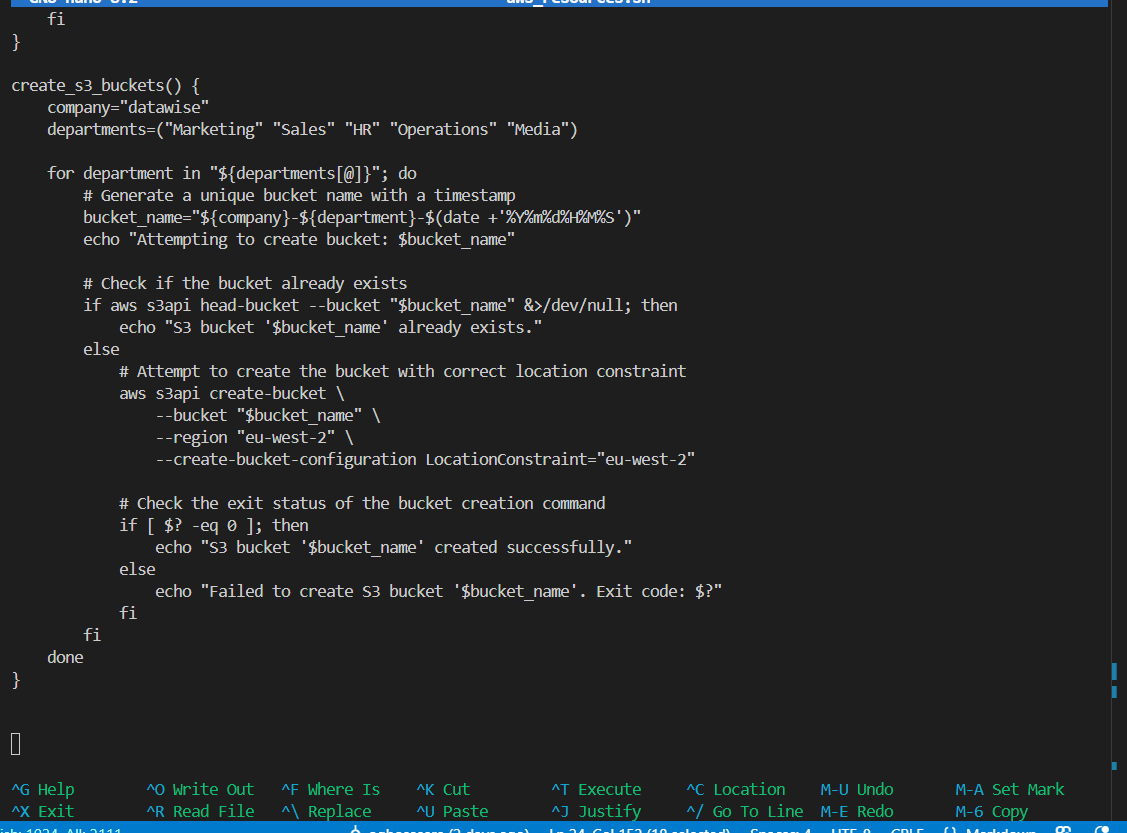 aws_resources.sh
    fi
}
create_s3_buckets() {
    company="datawise"
    departments=("Marketing" "Sales" "HR" "Operations" "Media")
    for department in "${departments[@]}"; do
        # Generate a unique bucket name with a timestamp
        bucket_name="${company}-${department}-$(date +'%Y%m%d%H%M%S')"
        echo "Attempting to create bucket: $bucket_name"
        # Check if the bucket already exists
        if aws s3api head-bucket --bucket "$bucket_name" &>/dev/null; then
            echo "S3 bucket '$bucket_name' already exists."
        else
            # Attempt to create the bucket with correct location constraint
            aws s3api create-bucket \
                --bucket "$bucket_name" \
                --region "eu-west-2" \
                --create-bucket-configuration LocationConstraint="eu-west-2"
            # Check the exit status of the bucket creation command
            if [ $? -eq 0 ]; then
                echo "S3 bucket '$bucket_name' created successfully."
            else
                echo "Failed to create S3 bucket '$bucket_name'. Exit code: $?"
            fi
        fi
    done
}
^G Help ^O Write Out ^F Where Is ^K Cut ^T Execute ^C Location M-U Undo M-A Set Mark
^X Exit ^R Read File ^\ Replace ^U Paste ^J Justify ^/ Go To Line M-E Redo M-6 Copy
(2 days ago) (18 selected) Spaces: 4 UTF-8 CRLF {} Markdown